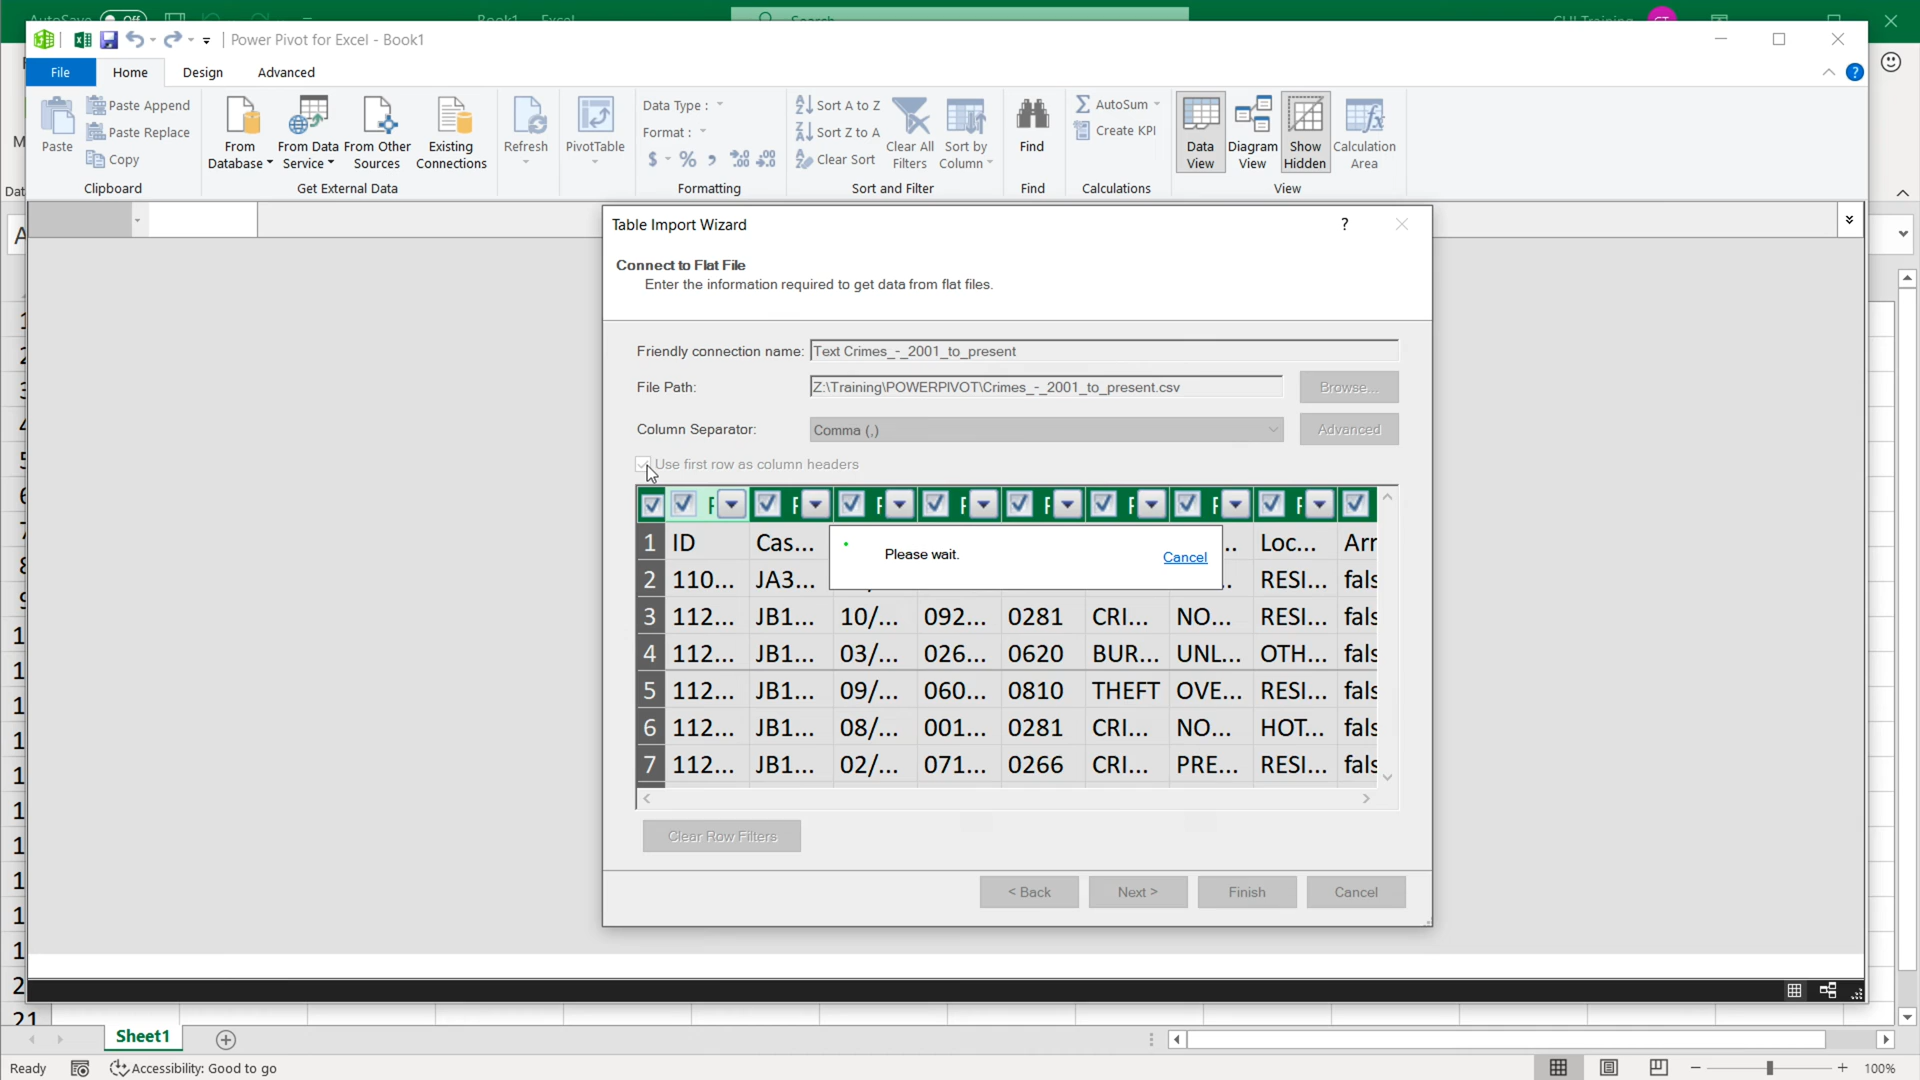 Power Pivot for Excel - Book1
File Home Design Advanced
Paste
Paste Append
Paste Replace
Copy
Clipboard
From Database
From Data Service
From Other Sources
Existing Connections
Get External Data
Refresh
PivotTable
Data Type :
Format :
$ % ,
Formatting
Sort A to Z
Sort Z to A
Clear Sort
Clear All Filters
Sort by Column
Sort and Filter
Find
Find
AutoSum
Create KPI
Calculations
Data View
Diagram View
Show Hidden
Calculation Area
View
Table Import Wizard ?
Connect to Flat File
Enter the information required to get data from flat files.
Friendly connection name: Text Crimes_-_2001_to_present
File Path: Z:\Training\POWERPIVOT\Crimes_-_2001_to_present.csv Browse...
Column Separator: Comma (,) Advanced
Use first row as column headers
1 ID Cas... Loc... Arr
2 110... JA3... RESI... fals
3 112... JB1... 10/... 092... 0281 CRI... NO... RESI... fals
4 112... JB1... 03/... 026... 0620 BUR... UNL... OTH... fals
5 112... JB1... 09/... 060... 0810 THEFT OVE... RESI... fals
6 112... JB1... 08/... 001... 0281 CRI... NO... HOT... fals
7 112... JB1... 02/... 071... 0266 CRI... PRE... RESI... fals
Please wait. Cancel
Clear Row Filters
< Back Next > Finish Cancel
21
Sheet1
Ready Accessibility: Good to go 100%